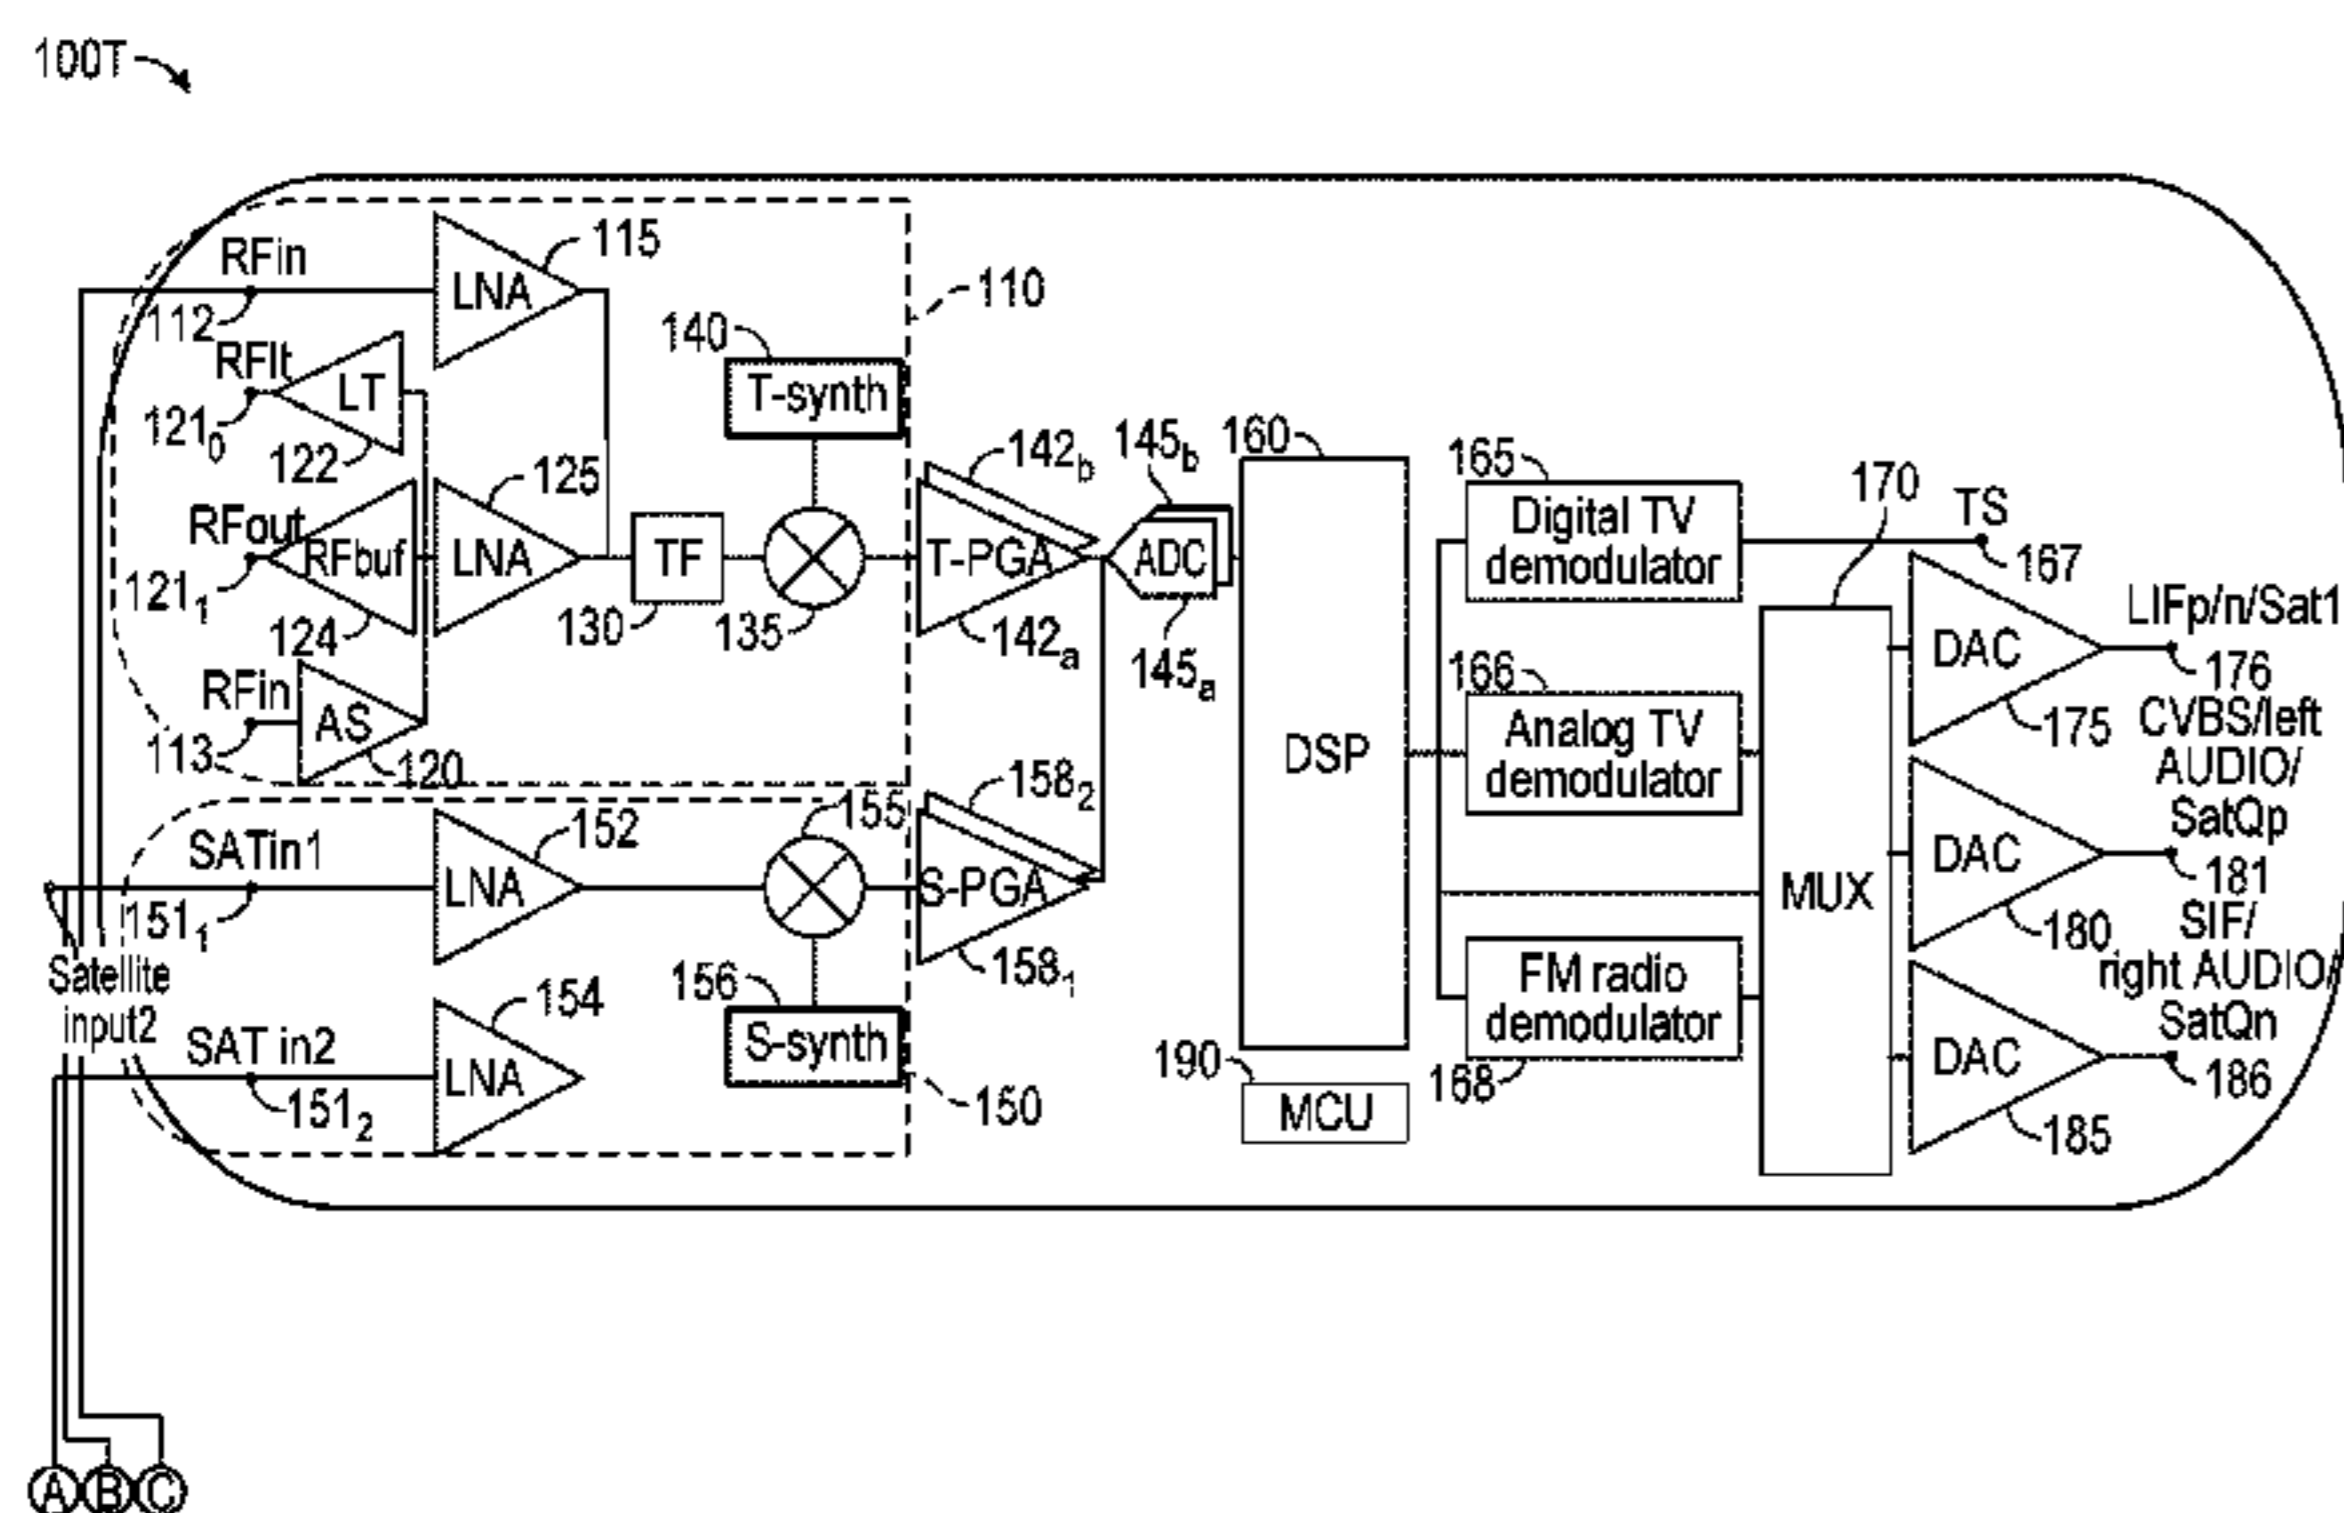 100T
RFin
112
LNA
115
110
RFlt
121₀
LT
122
140
T-synth
RFout
121₁
RFbuf
124
LNA
125
TF
130
135
T-PGA
142b
142a
145b
ADC
145a
160
DSP
RFin
113
AS
120
165
Digital TV
demodulator
TS
167
166
Analog TV
demodulator
170
MUX
DAC
175
LIFp/n/Sat1
176
CVBS/left
AUDIO/
SatQp
DAC
180
181
SIF/
right AUDIO/
SatQn
DAC
185
186
SATin1
151₁
LNA
152
155
S-PGA
158₂
158₁
Satellite
input2
SAT in2
151₂
LNA
154
156
S-synth
150
190
MCU
FM radio
demodulator
168
A B C